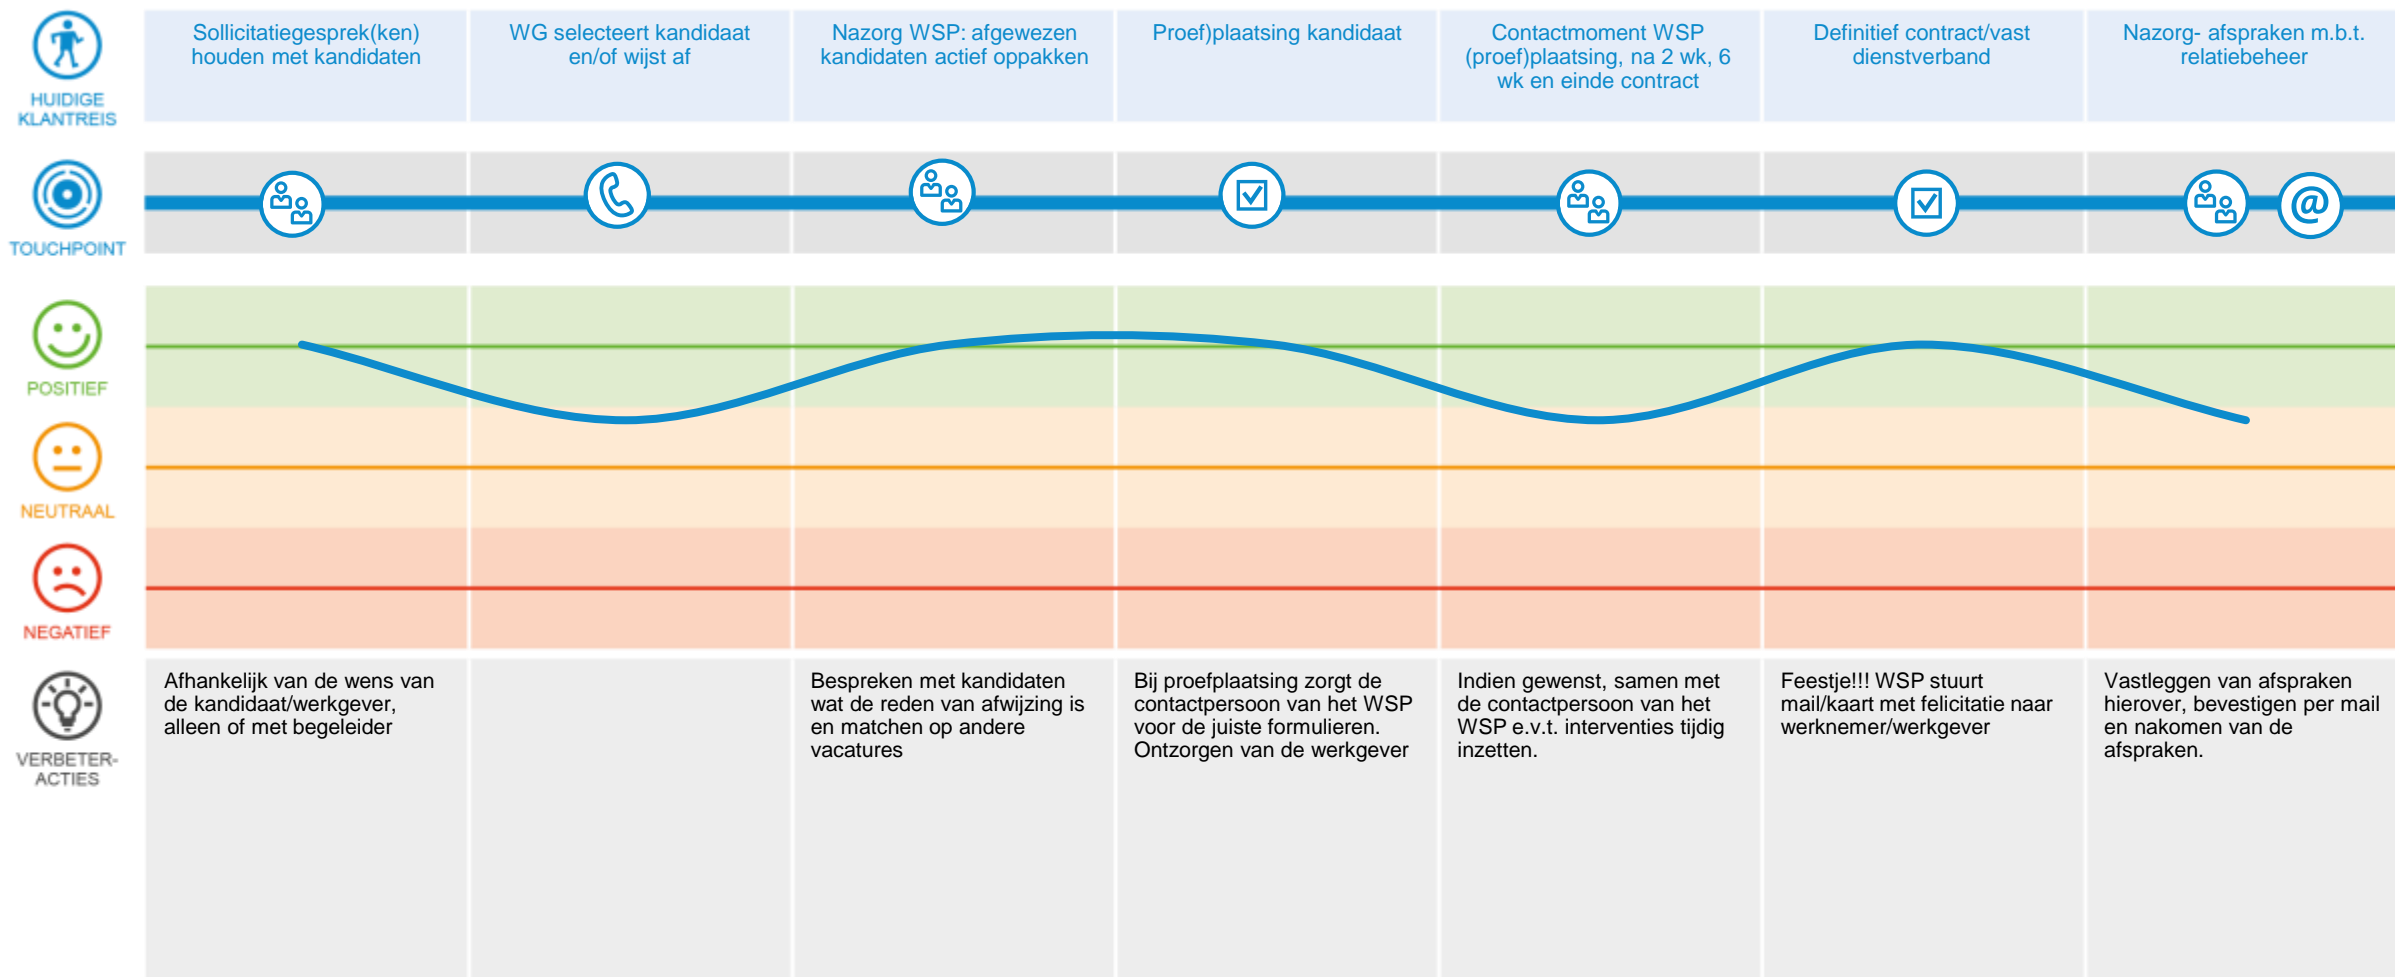 HUIDIGE
KLANTREIS
Sollicitatiegesprek(ken)
houden met kandidaten
WG selecteert kandidaat
en/of wijst af
Nazorg WSP: afgewezen
kandidaten actief oppakken
Proef)plaatsing kandidaat
Contactmoment WSP
(proef)plaatsing, na 2 wk, 6
wk en einde contract
Definitief contract/vast
dienstverband
Nazorg- afspraken m.b.t.
relatiebeheer
TOUCHPOINT
@
POSITIEF
NEUTRAAL
NEGATIEF
VERBETER-
ACTIES
Afhankelijk van de wens van
de kandidaat/werkgever,
alleen of met begeleider
Bespreken met kandidaten
wat de reden van afwijzing is
en matchen op andere
vacatures
Bij proefplaatsing zorgt de
contactpersoon van het WSP
voor de juiste formulieren.
Ontzorgen van de werkgever
Indien gewenst, samen met
de contactpersoon van het
WSP e.v.t. interventies tijdig
inzetten.
Feestje!!! WSP stuurt
mail/kaart met felicitatie naar
werknemer/werkgever
Vastleggen van afspraken
hierover, bevestigen per mail
en nakomen van de
afspraken.